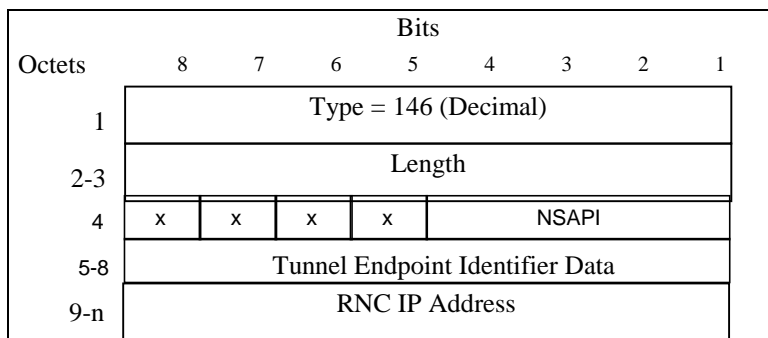 Bits
Octets 8 7 6 5 4 3 2 1
1 Type = 146 (Decimal)
2-3 Length
4 x x x x NSAPI
5-8 Tunnel Endpoint Identifier Data
9-n RNC IP Address